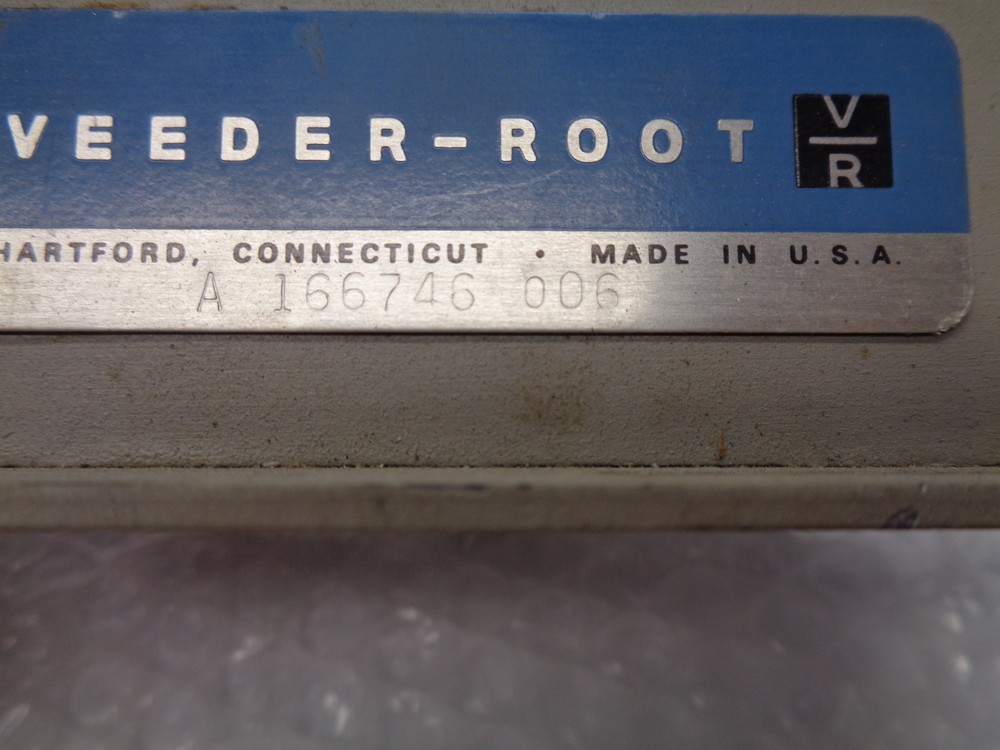 VEEDER-ROOT
V
R
HARTFORD, CONNECTICUT • MADE IN U.S.A.
A 166746 006